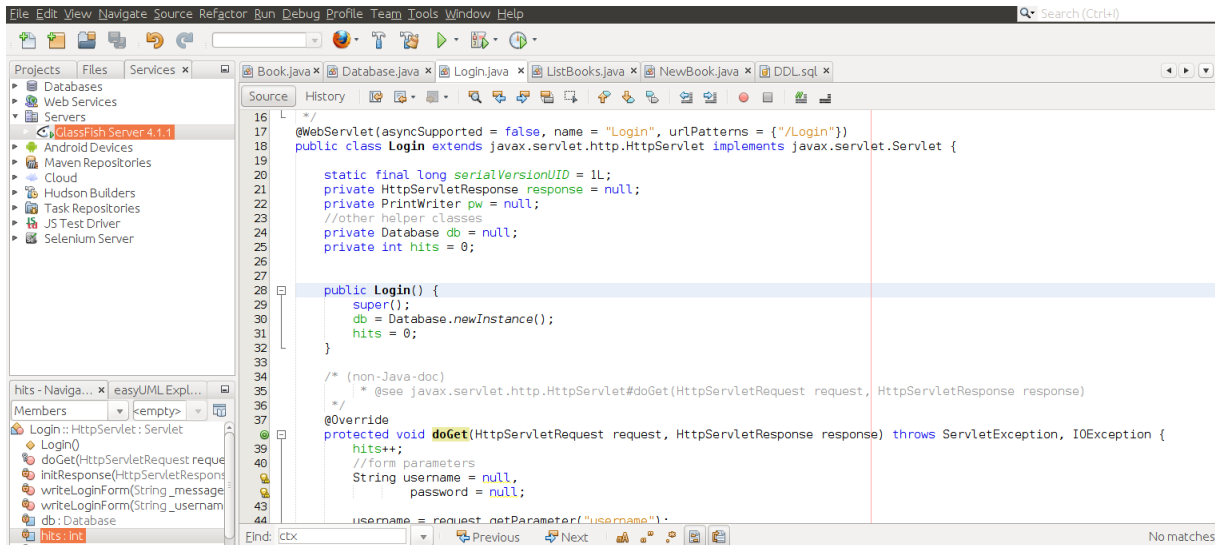 File Edit View Navigate Source Refactor Run Debug Profile Team Tools Window Help
Search (Ctrl+I)
Projects Files Services
Book.java Database.java Login.java ListBooks.java NewBook.java DDL.sql
Databases
Web Services
Servers
GlassFish Server 4.1.1
Android Devices
Maven Repositories
Cloud
Hudson Builders
Task Repositories
JS Test Driver
Selenium Server
Source History
16 */
17 @WebServlet(asyncSupported = false, name = "Login", urlPatterns = {"/Login"})
18 public class Login extends javax.servlet.http.HttpServlet implements javax.servlet.Servlet {
19
20 static final long serialVersionUID = 1L;
21 private HttpServletResponse response = null;
22 private PrintWriter pw = null;
23 //other helper classes
24 private Database db = null;
25 private int hits = 0;
26
27
28 public Login() {
29 super();
30 db = Database.newInstance();
31 hits = 0;
32 }
33
34 /* (non-Java-doc)
35 * @see javax.servlet.http.HttpServlet#doGet(HttpServletRequest request, HttpServletResponse response)
36 */
37 @Override
protected void doGet(HttpServletRequest request, HttpServletResponse response) throws ServletException, IOException {
39 hits++;
40 //form parameters
String username = null,
password = null;
43
44 username = request.getParameter("username");
hits - Naviga... easyUML Expl...
Members <empty>
Login :: HttpServlet : Servlet
Login()
doGet(HttpServletRequest reque
initResponse(HttpServletRespons
writeLoginForm(String _message
writeLoginForm(String _usernam
db : Database
hits : int
Find: ctx Previous Next No matches